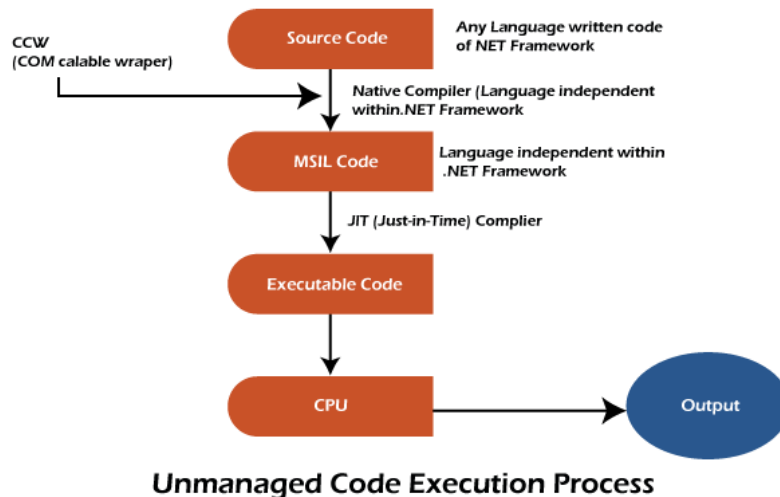 Source Code
Any Language written code
of NET Framework
CCW
(COM calable wraper)
Native Compiler (Language independent
within.NET Framework
MSIL Code
Language independent within
.NET Framework
JIT (Just-in-Time) Complier
Executable Code
CPU
Output
Unmanaged Code Execution Process